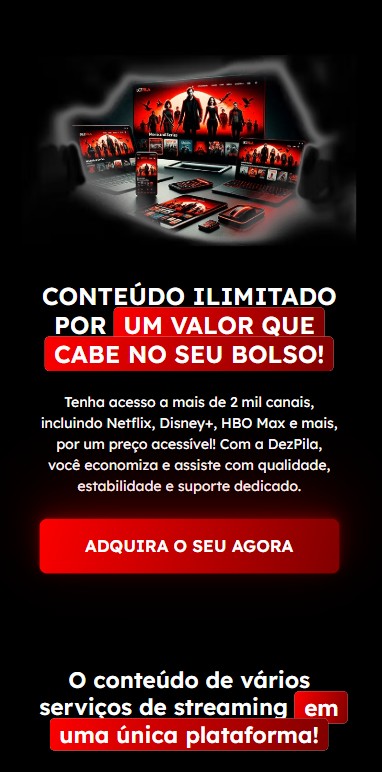 CONTEÚDO ILIMITADO
POR UM VALOR QUE
CABE NO SEU BOLSO!
Tenha acesso a mais de 2 mil canais,
incluindo Netflix, Disney+, HBO Max e mais,
por um preço acessível! Com a DezPila,
você economiza e assiste com qualidade,
estabilidade e suporte dedicado.
ADQUIRA O SEU AGORA
O conteúdo de vários
serviços de streaming em
uma única plataforma!